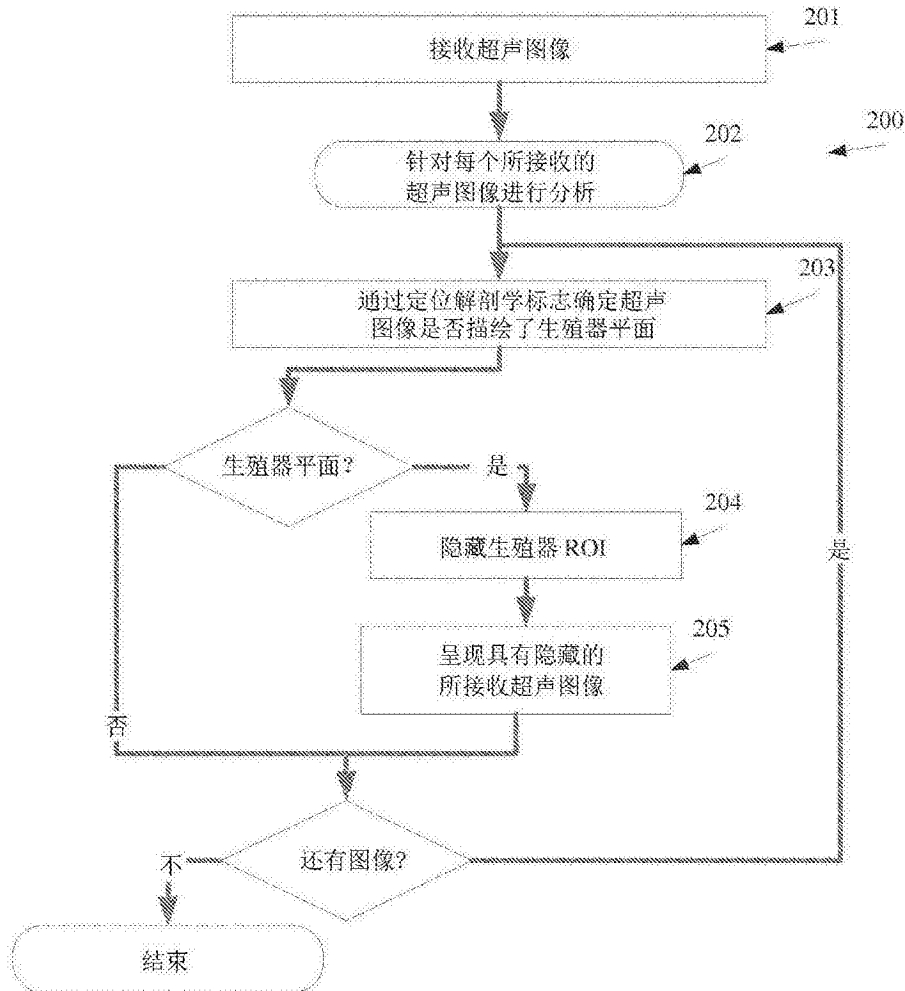 201
接收超声图像
200
202
针对每个所接收的
超声图像进行分析
203
通过定位解剖学标志确定超声
图像是否描绘了生殖器平面
生殖器平面?
是
204
隐藏生殖器 ROI
是
205
呈现具有隐藏的
所接收超声图像
否
还有图像?
不
结束